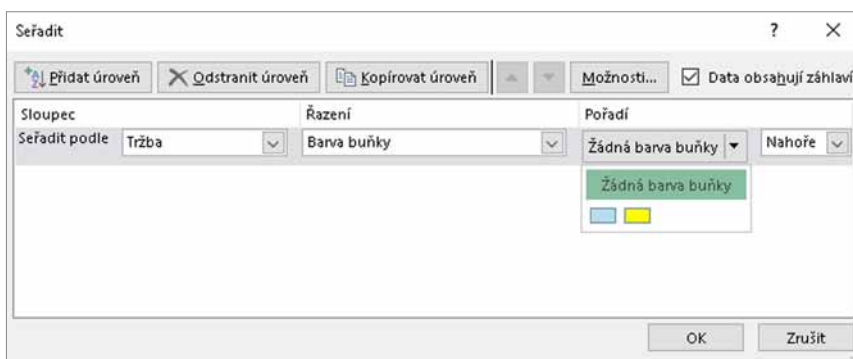 Seřadit ?
Přidat úroveň Odstranit úroveň Kopírovat úroveň Možnosti... Data obsahují záhlaví
Sloupec Řazení Pořadí
Seřadit podle Tržba Barva buňky Žádná barva buňky Nahoře
Žádná barva buňky
OK Zrušit